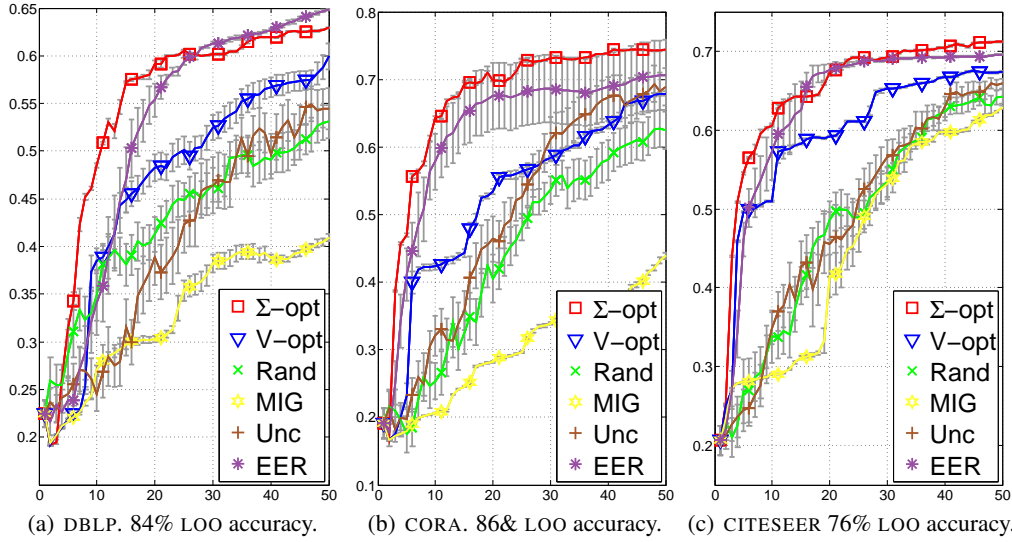 0.65
0.6
0.55
0.5
0.45
0.4
0.35
0.3
0.25
0.2
0 10 20 30 40 50
Σ-opt
V-opt
Rand
MIG
Unc
EER
(a) DBLP. 84% LOO accuracy.
0.8
0.7
0.6
0.5
0.4
0.3
0.2
0.1
0 10 20 30 40 50
Σ-opt
V-opt
Rand
MIG
Unc
EER
(b) CORA. 86& LOO accuracy.
0.7
0.6
0.5
0.4
0.3
0.2
0 10 20 30 40 50
Σ-opt
V-opt
Rand
MIG
Unc
EER
(c) CITESEER 76% LOO accuracy.